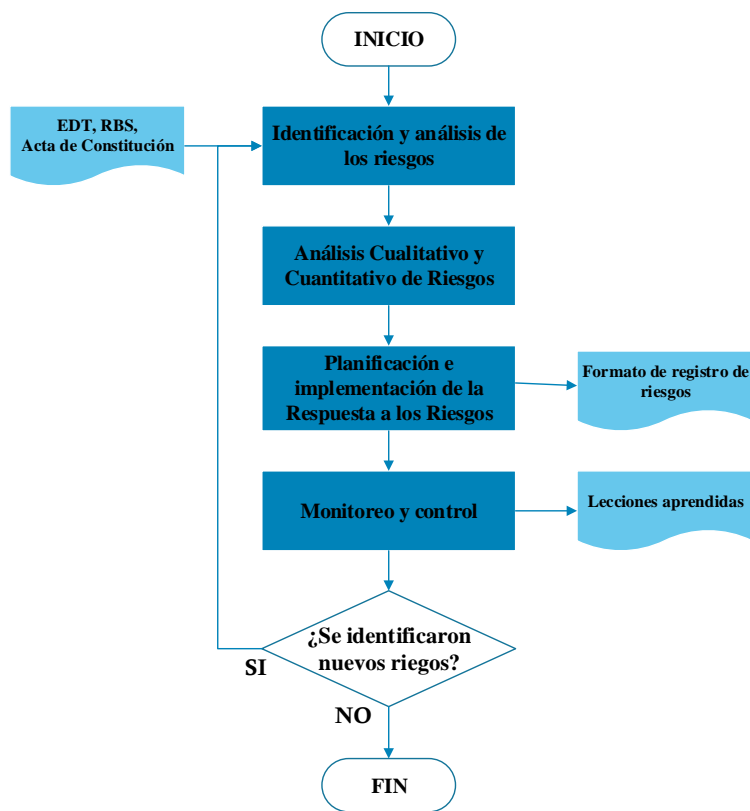 INICIO
EDT, RBS,
Acta de Constitución
Identificación y análisis de
los riesgos
Análisis Cualitativo y
Cuantitativo de Riesgos
Planificación e
implementación de la
Respuesta a los Riesgos
Formato de registro de
riesgos
Monitoreo y control
Lecciones aprendidas
¿Se identificaron
nuevos riegos?
SI
NO
FIN